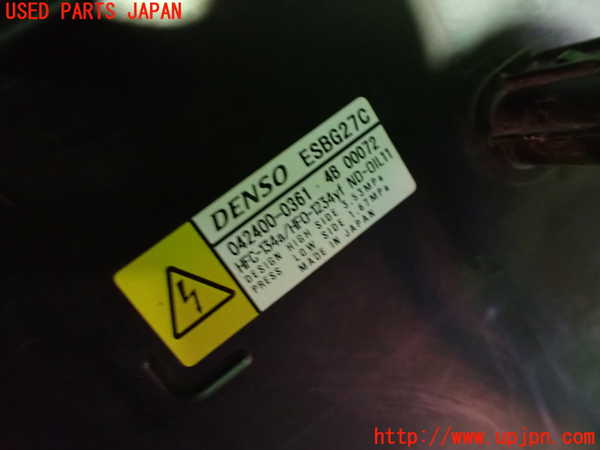 USED PARTS JAPAN
DENSO ESBG27C
042400-0361 . 4B 00072
HFC-134a/HFO-1234yf ND-OIL11
DESIGN HIGH SIDE 3.53MPa
PRESS LOW SIDE 1.67MPa
MADE IN JAPAN
http://www.upjpn.com/